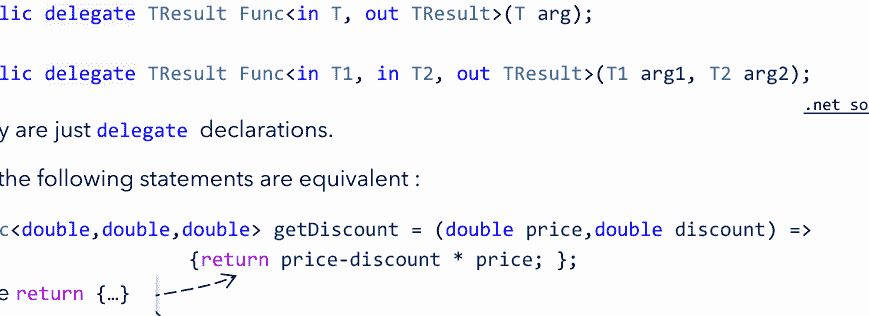 lic delegate TResult Func<in T, out TResult>(T arg);
lic delegate TResult Func<in T1, in T2, out TResult>(T1 arg1, T2 arg2);
.net so
y are just delegate declarations.
the following statements are equivalent :
c<double,double,double> getDiscount = (double price,double discount) =>
{return price-discount * price; };
e return {…}